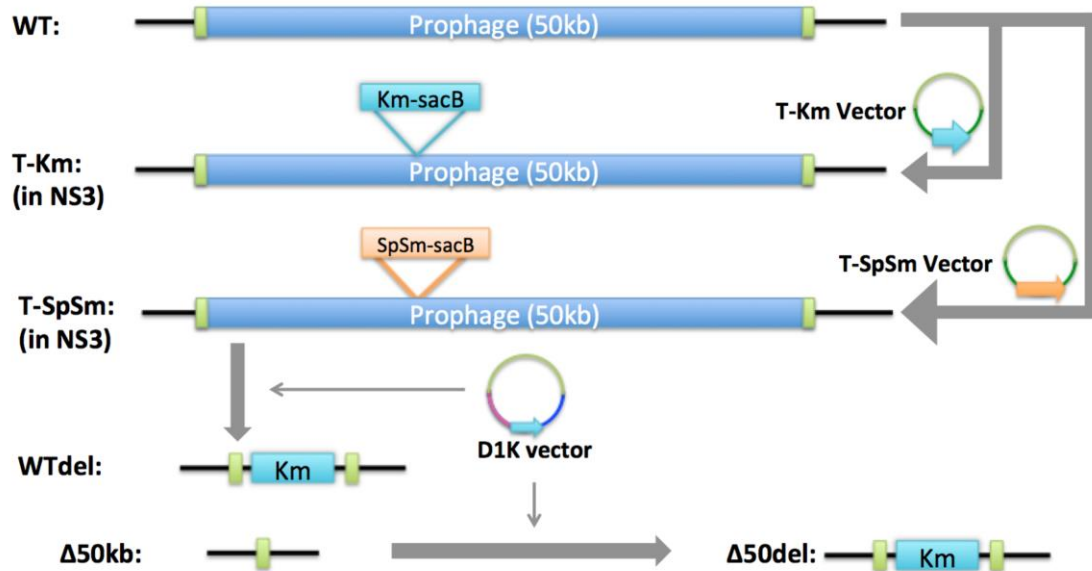 WT:
Prophage (50kb)
Km-sacB
T-Km Vector
T-Km:
(in NS3)
Prophage (50kb)
SpSm-sacB
T-SpSm Vector
T-SpSm:
(in NS3)
Prophage (50kb)
D1K vector
WTdel:
Km
Δ50kb:
Δ50del:
Km